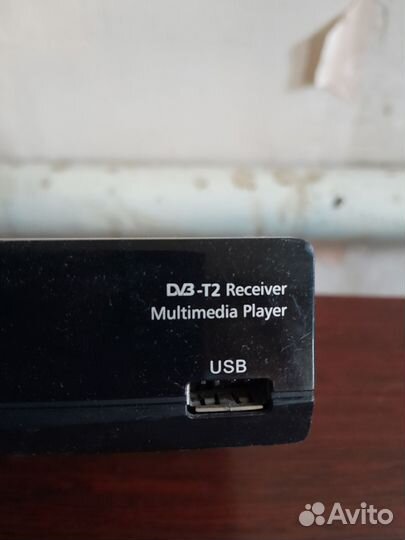 DVB-T2 Receiver
Multimedia Player
USB
Avito